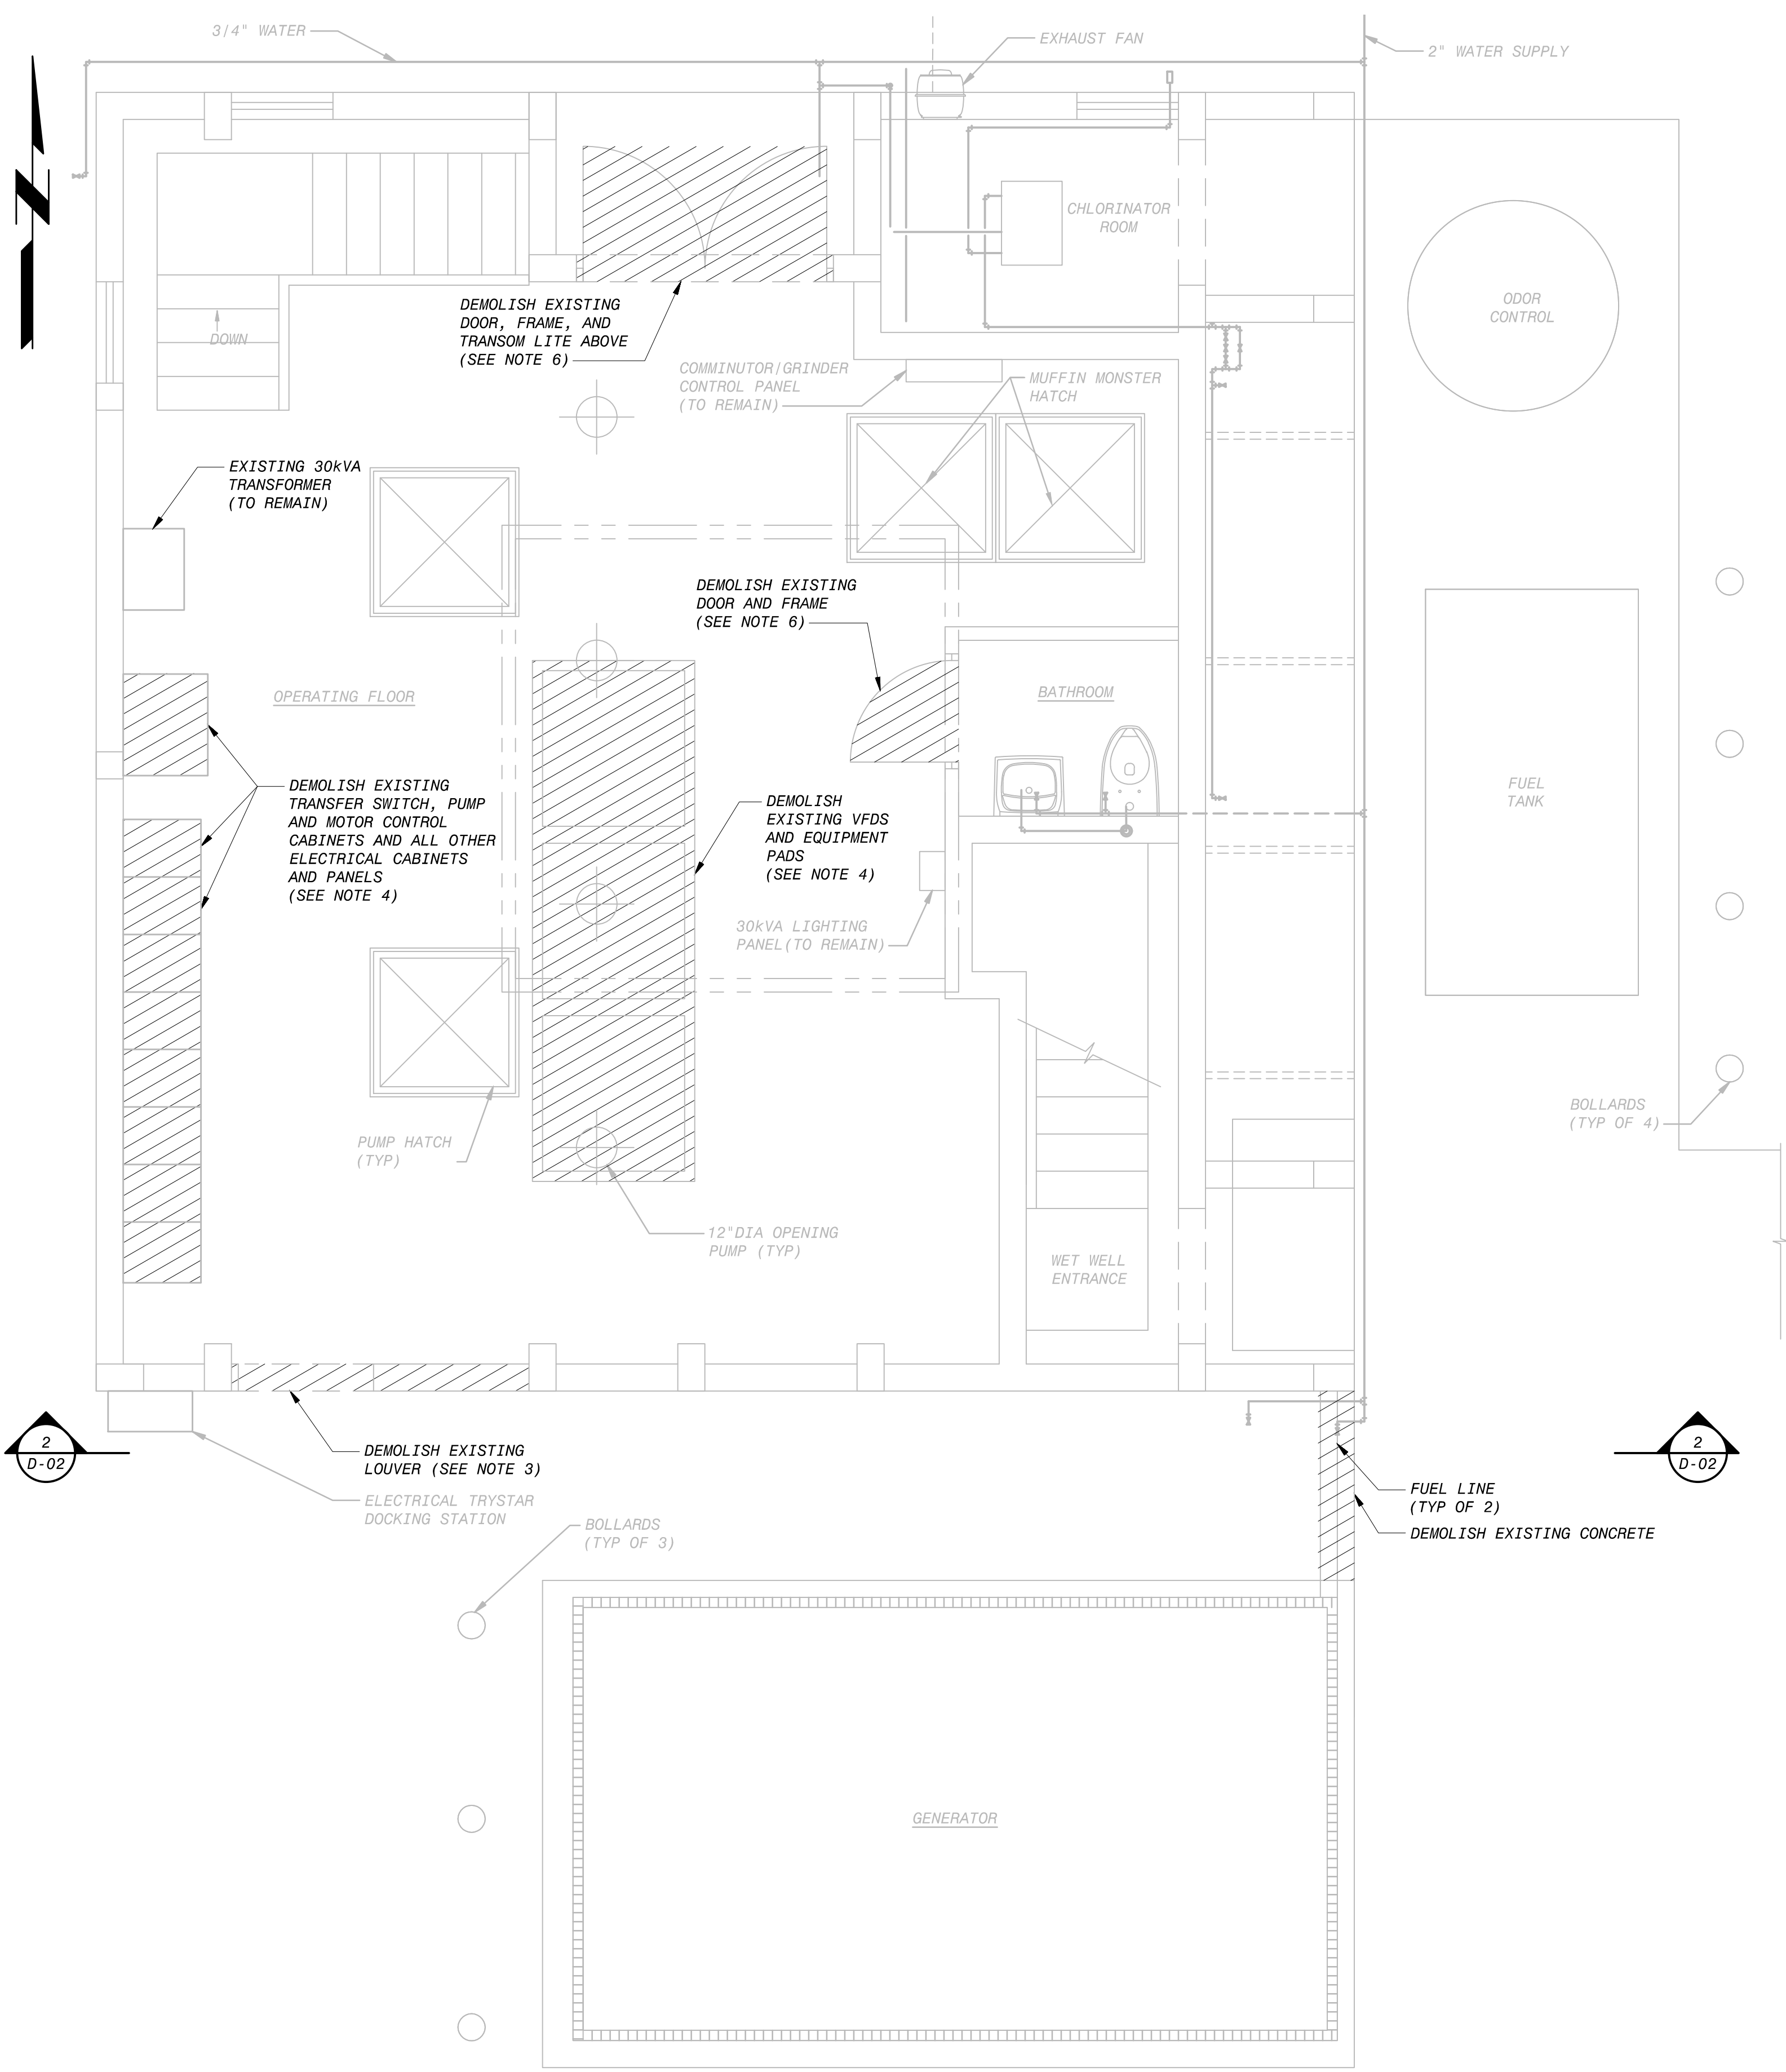 3/4" WATER
EXHAUST FAN
2" WATER SUPPLY
N
CHLORINATOR
ROOM
ODOR
CONTROL
DOWN
DEMOLISH EXISTING
DOOR, FRAME, AND
TRANSOM LITE ABOVE
(SEE NOTE 6)
COMMINUTOR/GRINDER
CONTROL PANEL
(TO REMAIN)
MUFFIN MONSTER
HATCH
EXISTING 30kVA
TRANSFORMER
(TO REMAIN)
DEMOLISH EXISTING
DOOR AND FRAME
(SEE NOTE 6)
OPERATING FLOOR
BATHROOM
DEMOLISH EXISTING
TRANSFER SWITCH, PUMP
AND MOTOR CONTROL
CABINETS AND ALL OTHER
ELECTRICAL CABINETS
AND PANELS
(SEE NOTE 4)
DEMOLISH
EXISTING VFDS
AND EQUIPMENT
PADS
(SEE NOTE 4)
FUEL
TANK
30kVA LIGHTING
PANEL(TO REMAIN)
PUMP HATCH
(TYP)
BOLLARDS
(TYP OF 4)
12"DIA OPENING
PUMP (TYP)
WET WELL
ENTRANCE
2
D-02
DEMOLISH EXISTING
LOUVER (SEE NOTE 3)
2
D-02
ELECTRICAL TRYSTAR
DOCKING STATION
FUEL LINE
(TYP OF 2)
DEMOLISH EXISTING CONCRETE
BOLLARDS
(TYP OF 3)
GENERATOR